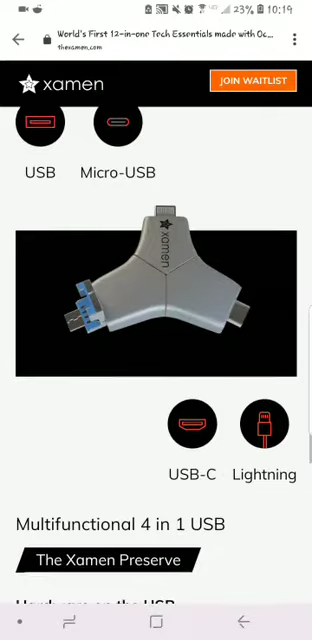 23% 10:19
World's First 12-in-one Tech Essentials made with Oc...
thexamen.com
xamen
JOIN WAITLIST
USB
Micro-USB
xamen
USB-C
Lightning
Multifunctional 4 in 1 USB
The Xamen Preserve